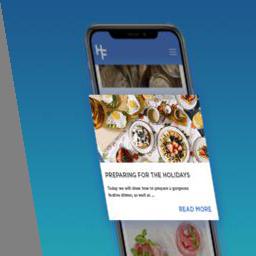 HF
PREPARING FOR THE HOLIDAYS
Today we will show how to prepare a gorgeous
festive dinner, as well as ...
READ MORE